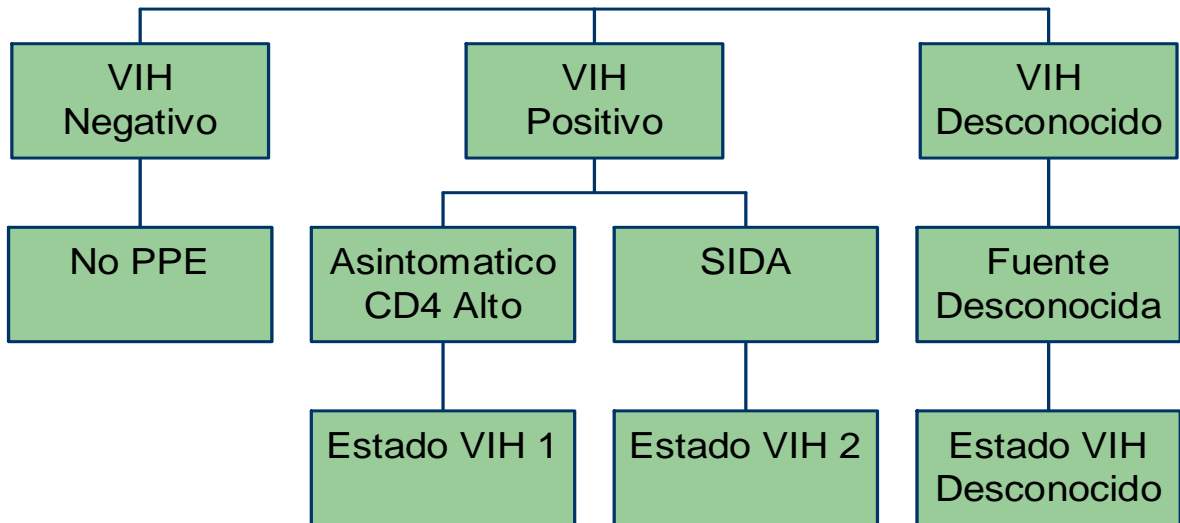 VIH
Negativo
VIH
Positivo
VIH
Desconocido
No PPE
Asintomatico
CD4 Alto
SIDA
Fuente
Desconocida
Estado VIH 1
Estado VIH 2
Estado VIH
Desconocido